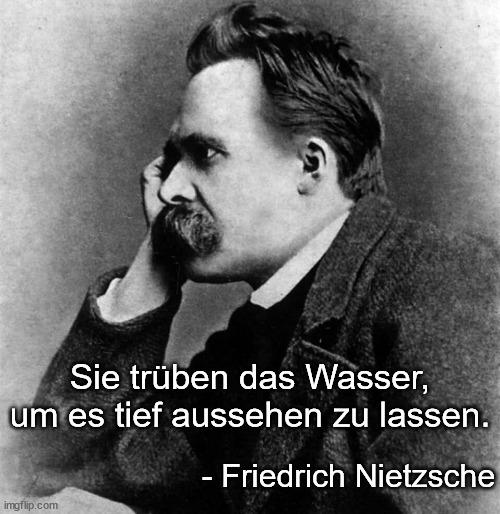 Sie trüben das Wasser,
um es tief aussehen zu lassen.
- Friedrich Nietzsche
imgflip.com